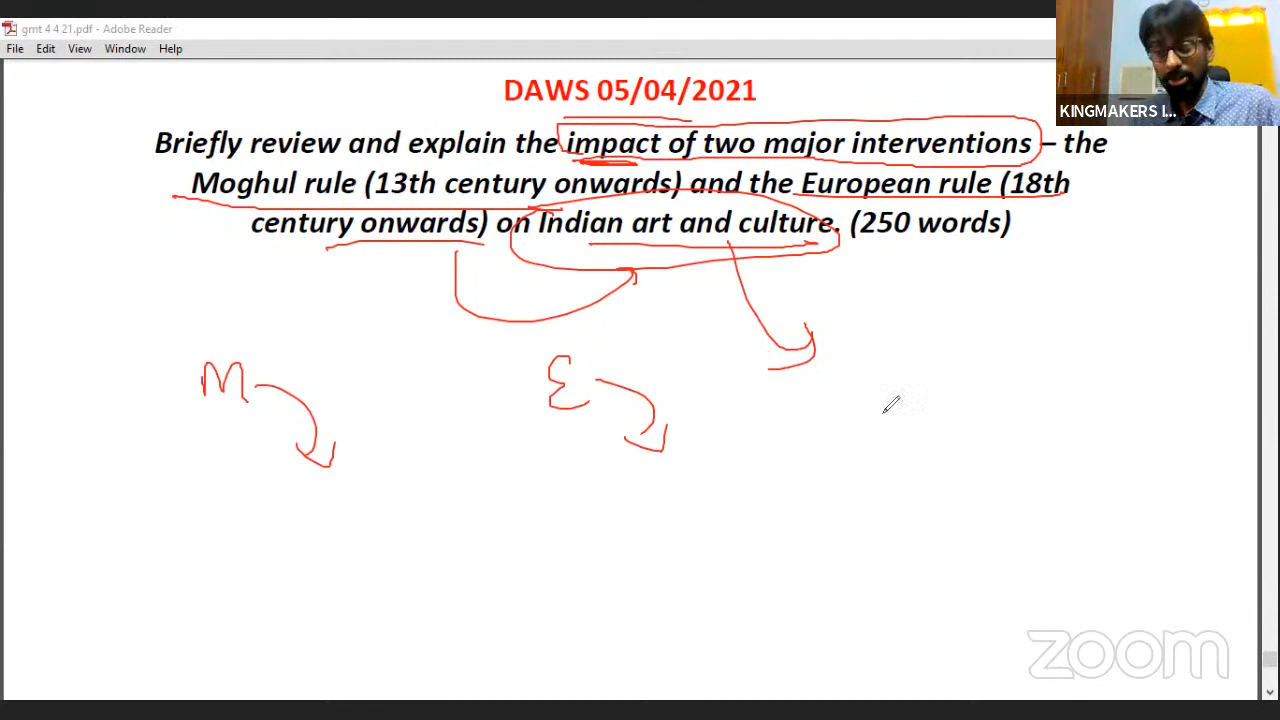 gmt 4 4 21.pdf - Adobe Reader
File Edit View Window Help
KINGMAKERS I...
DAWS 05/04/2021
Briefly review and explain the impact of two major interventions – the
Moghul rule (13th century onwards) and the European rule (18th
century onwards) on Indian art and culture. (250 words)
M E
zoom